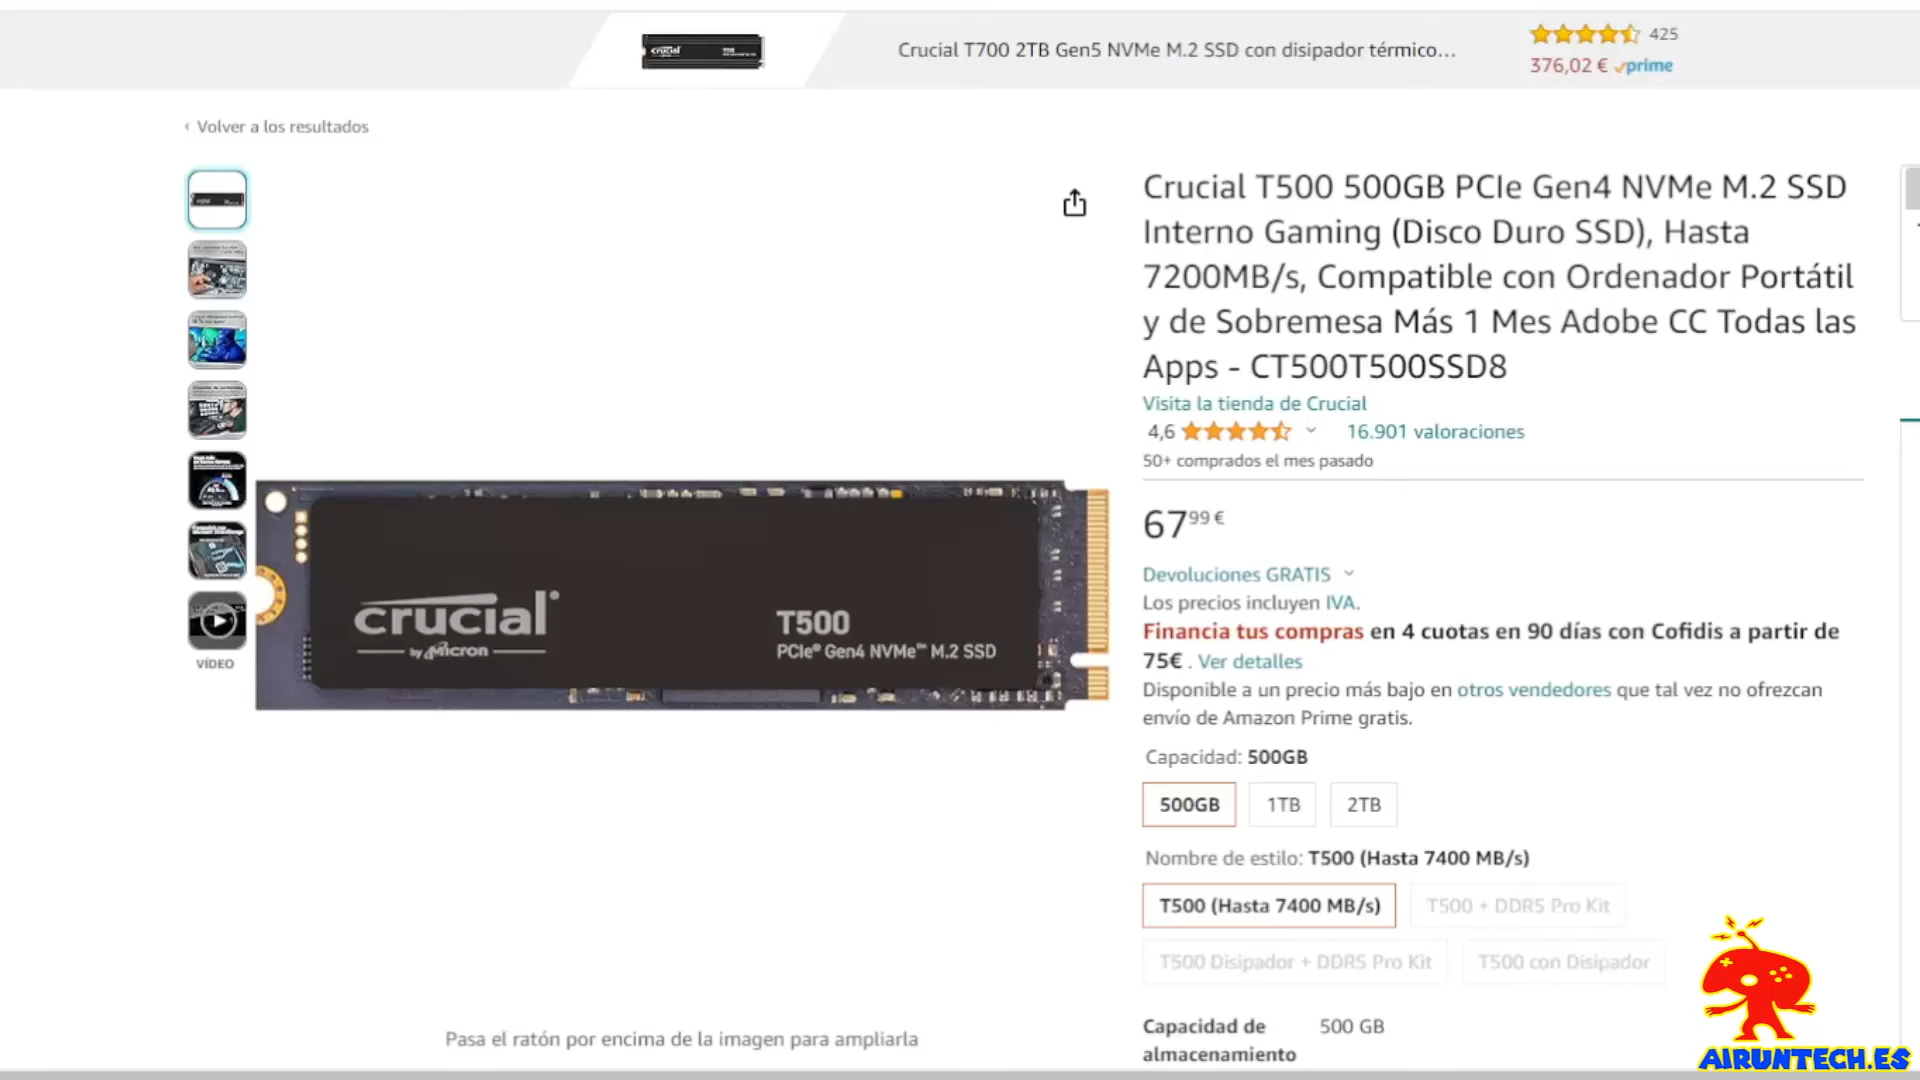 crucial
Crucial T700 2TB Gen5 NVMe M.2 SSD con disipador térmico...
425
376,02 € prime
‹ Volver a los resultados
Crucial T500 500GB PCIe Gen4 NVMe M.2 SSD
Interno Gaming (Disco Duro SSD), Hasta
7200MB/s, Compatible con Ordenador Portátil
y de Sobremesa Más 1 Mes Adobe CC Todas las
Apps - CT500T500SSD8
Visita la tienda de Crucial
4,6
16.901 valoraciones
50+ comprados el mes pasado
67⁹⁹ €
Devoluciones GRATIS
Los precios incluyen IVA.
Financia tus compras en 4 cuotas en 90 días con Cofidis a partir de
75€ . Ver detalles
Disponible a un precio más bajo en otros vendedores que tal vez no ofrezcan
envío de Amazon Prime gratis.
crucial
by Micron
T500
PCIe® Gen4 NVMe™ M.2 SSD
VÍDEO
Capacidad: 500GB
500GB
1TB
2TB
Nombre de estilo: T500 (Hasta 7400 MB/s)
T500 (Hasta 7400 MB/s)
T500 + DDR5 Pro Kit
T500 Disipador + DDR5 Pro Kit
T500 con Disipador
Capacidad de
almacenamiento
500 GB
Pasa el ratón por encima de la imagen para ampliarla
AIRUNTECH.ES